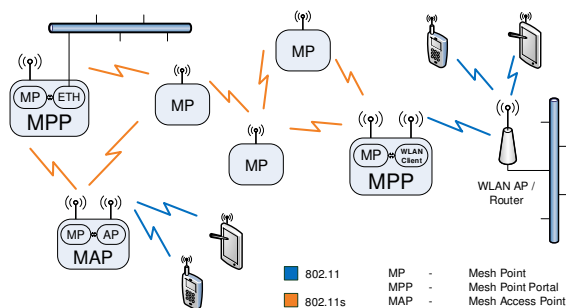 MP
MP ETH
MPP
MP
MP
MP WLAN Client
MPP
WLAN AP /
Router
MP AP
MAP
802.11 MP - Mesh Point
MPP - Mesh Point Portal
802.11s MAP - Mesh Access Point